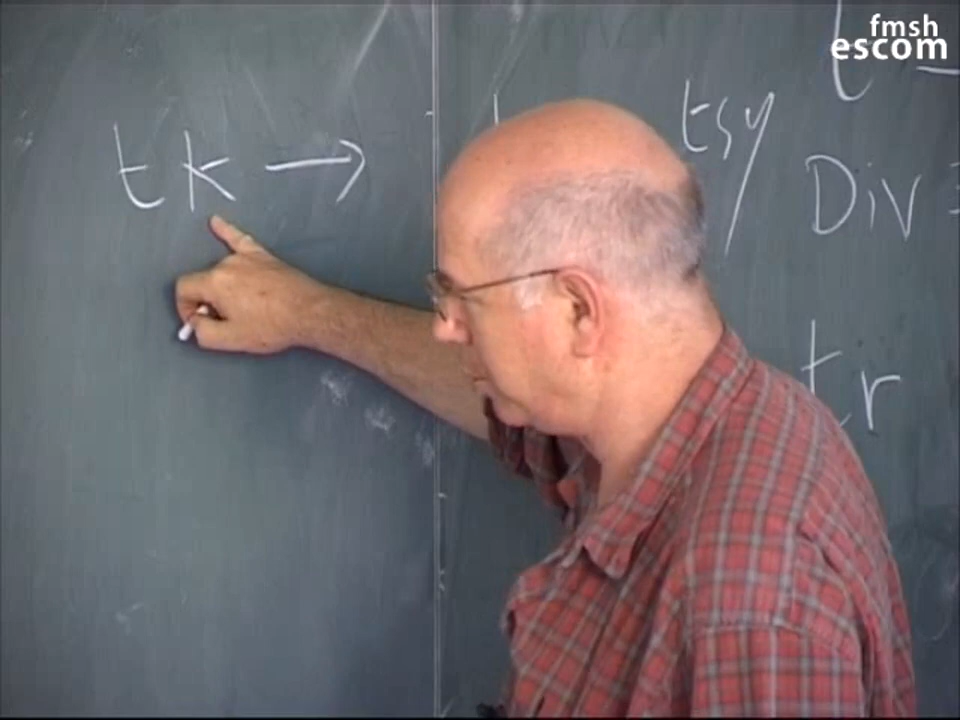 fmsh
escom
tsy
tk →
Div
tr